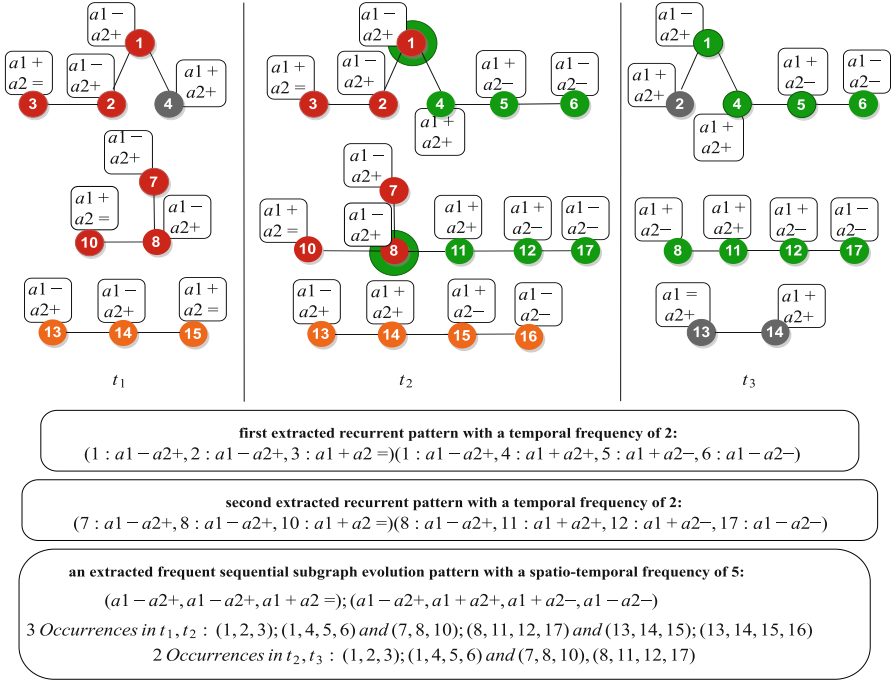 a1−
a2+
1
a1+
a2=
3
a1−
a2+
2
a1+
a2+
4
a1−
a2+
7
a1+
a2=
10
a1−
a2+
8
a1−
a2+
13
a1−
a2+
14
a1+
a2=
15
t1
a1−
a2+
1
a1+
a2=
3
a1−
a2+
2
4
a1+
a2+
a1+
a2−
5
a1−
a2−
6
a1−
a2+
7
a1+
a2=
10
a1−
a2+
8
a1+
a2+
11
a1+
a2−
12
a1−
a2−
17
a1−
a2+
13
a1+
a2+
14
a1+
a2−
15
a1−
a2−
16
t2
a1−
a2+
1
a1+
a2+
2
4
a1+
a2+
a1+
a2−
5
a1−
a2−
6
a1+
a2−
8
a1+
a2+
11
a1+
a2−
12
a1−
a2−
17
a1=
a2+
13
a1+
a2+
14
t3
first extracted recurrent pattern with a temporal frequency of 2:
(1 : a1−a2+, 2 : a1−a2+, 3 : a1+a2=)(1 : a1−a2+, 4 : a1+a2+, 5 : a1+a2−, 6 : a1−a2−)
second extracted recurrent pattern with a temporal frequency of 2:
(7 : a1−a2+, 8 : a1−a2+, 10 : a1+a2=)(8 : a1−a2+, 11 : a1+a2+, 12 : a1+a2−, 17 : a1−a2−)
an extracted frequent sequential subgraph evolution pattern with a spatio-temporal frequency of 5:
(a1−a2+, a1−a2+, a1+a2=); (a1−a2+, a1+a2+, a1+a2−, a1−a2−)
3 Occurrences in t1, t2 : (1, 2, 3); (1, 4, 5, 6) and (7, 8, 10); (8, 11, 12, 17) and (13, 14, 15); (13, 14, 15, 16)
2 Occurrences in t2, t3 : (1, 2, 3); (1, 4, 5, 6) and (7, 8, 10), (8, 11, 12, 17)